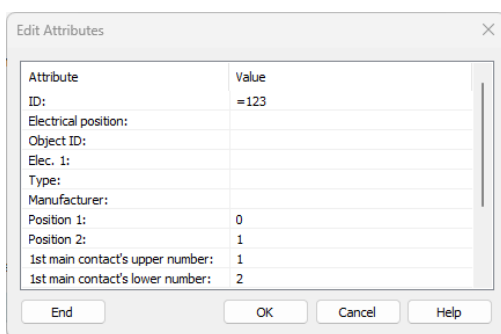 Edit Attributes
Attribute Value
ID: =123
Electrical position:
Object ID:
Elec. 1:
Type:
Manufacturer:
Position 1: 0
Position 2: 1
1st main contact's upper number: 1
1st main contact's lower number: 2
End OK Cancel Help